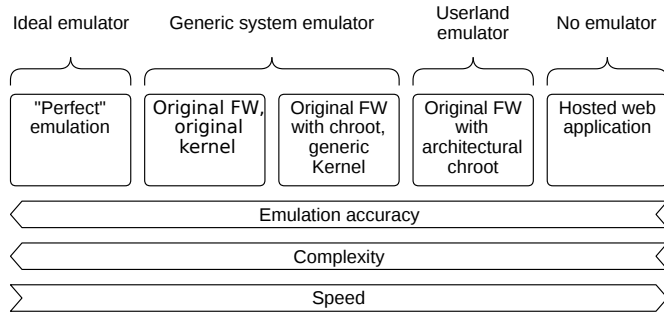 Ideal emulator
Generic system emulator
Userland
emulator
No emulator
"Perfect"
emulation
Original FW,
original
kernel
Original FW
with chroot,
generic
Kernel
Original FW
with
architectural
chroot
Hosted web
application
Emulation accuracy
Complexity
Speed